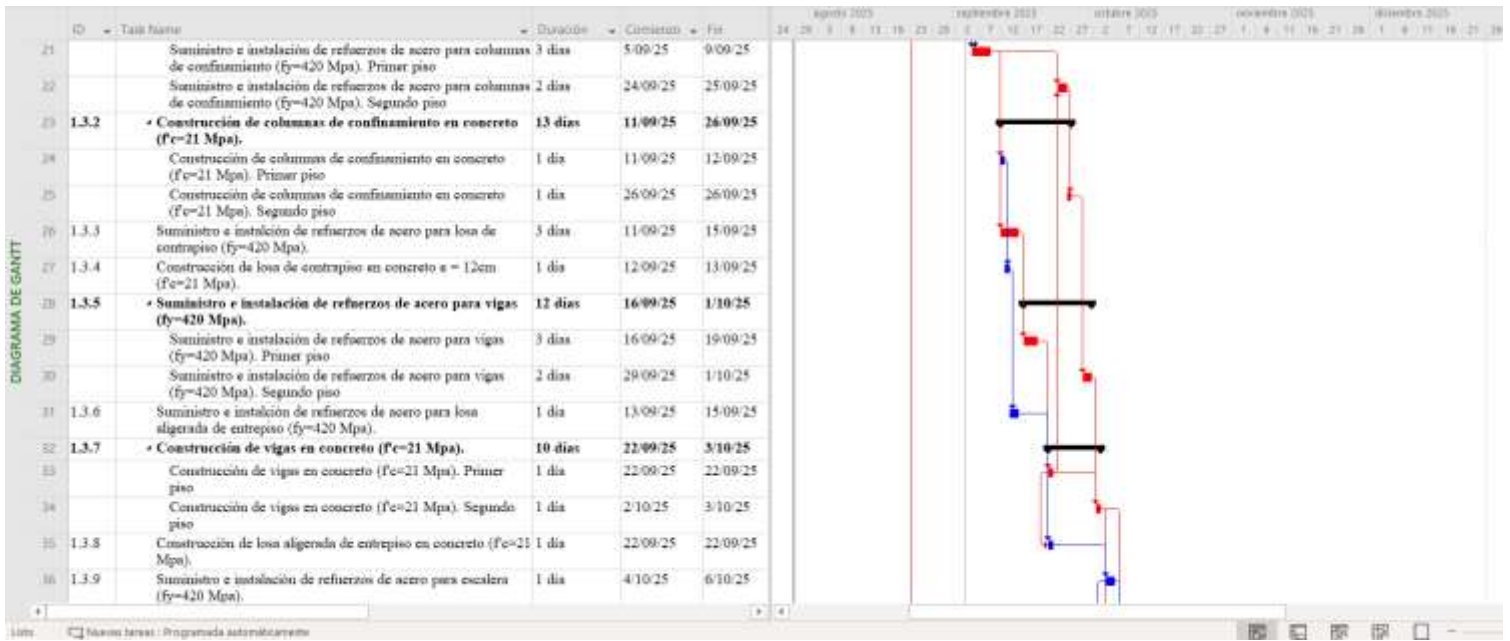 agosto 2025 septiembre 2025 octubre 2025 noviembre 2025 diciembre 2025
ID Task Name Duración Comienzo Fin
21 Suministro e instalación de refuerzos de acero para columnas 3 días 5/09/25 9/09/25
de confinamiento (fy=420 Mpa). Primer piso
22 Suministro e instalación de refuerzos de acero para columnas 2 días 24/09/25 25/09/25
de confinamiento (fy=420 Mpa). Segundo piso
23 1.3.2 Construcción de columnas de confinamiento en concreto 13 días 11/09/25 26/09/25
(f'c=21 Mpa).
24 Construcción de columnas de confinamiento en concreto 1 día 11/09/25 12/09/25
(f'c=21 Mpa). Primer piso
25 Construcción de columnas de confinamiento en concreto 1 día 26/09/25 26/09/25
(f'c=21 Mpa). Segundo piso
26 1.3.3 Suministro e instalción de refuerzos de acero para losa de 3 días 11/09/25 15/09/25
contrapiso (fy=420 Mpa).
27 1.3.4 Construcción de losa de contrapiso en concreto e = 12cm 1 día 12/09/25 13/09/25
(f'c=21 Mpa).
28 1.3.5 Suministro e instalación de refuerzos de acero para vigas 12 días 16/09/25 1/10/25
(fy=420 Mpa).
29 Suministro e instalación de refuerzos de acero para vigas 3 días 16/09/25 19/09/25
(fy=420 Mpa). Primer piso
30 Suministro e instalación de refuerzos de acero para vigas 2 días 29/09/25 1/10/25
(fy=420 Mpa). Segundo piso
31 1.3.6 Suministro e instalción de refuerzos de acero para losa 1 día 13/09/25 15/09/25
aligerada de entrepiso (fy=420 Mpa).
32 1.3.7 Construcción de vigas en concreto (f'c=21 Mpa). 10 días 22/09/25 3/10/25
33 Construcción de vigas en concreto (f'c=21 Mpa). Primer 1 día 22/09/25 22/09/25
piso
34 Construcción de vigas en concreto (f'c=21 Mpa). Segundo 1 día 2/10/25 3/10/25
piso
35 1.3.8 Construcción de losa aligerada de entrepiso en concreto (f'c=21 1 día 22/09/25 22/09/25
Mpa).
36 1.3.9 Suministro e instalación de refuerzos de acero para escalera 1 día 4/10/25 6/10/25
(fy=420 Mpa).
DIAGRAMA DE GANTT
Listo Nuevas tareas : Programada automáticamente